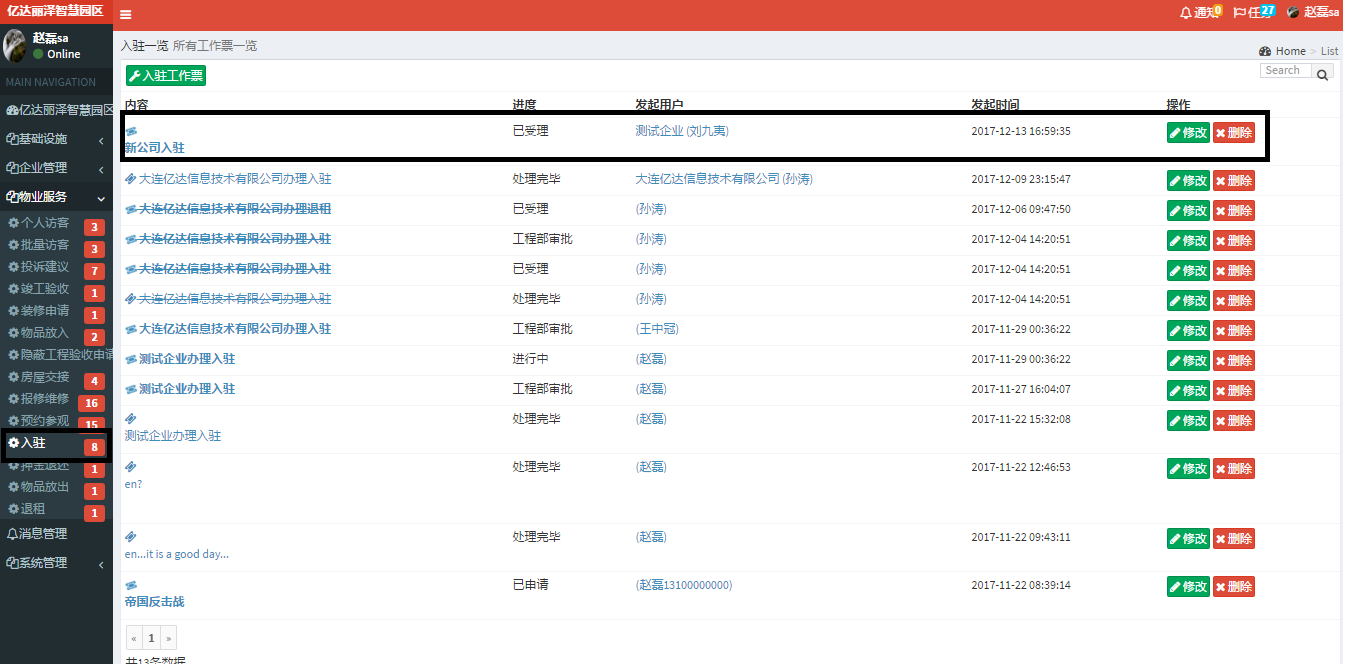 亿达丽泽智慧园区
通知 0
任务 27
赵磊sa
赵磊sa
Online
入驻一览 所有工作票一览
Home > List
MAIN NAVIGATION
入驻工作票
Search
亿达丽泽智慧园区
基础设施
企业管理
物业服务
个人访客 3
批量访客 3
投诉建议 7
竣工验收 1
装修申请 1
物品放入 2
隐蔽工程验收申请
房屋交接 4
报修维修 16
预约参观 15
入驻 8
押金退还 1
物品放出 1
退租 1
消息管理
系统管理
内容 进度 发起用户 发起时间 操作
已受理 测试企业 (刘九夷) 2017-12-13 16:59:35 修改 删除
新公司入驻
大连亿达信息技术有限公司办理入驻 处理完毕 大连亿达信息技术有限公司 (孙涛) 2017-12-09 23:15:47 修改 删除
大连亿达信息技术有限公司办理退租 已受理 (孙涛) 2017-12-06 09:47:50 修改 删除
大连亿达信息技术有限公司办理入驻 工程部审批 (孙涛) 2017-12-04 14:20:51 修改 删除
大连亿达信息技术有限公司办理入驻 已受理 (孙涛) 2017-12-04 14:20:51 修改 删除
大连亿达信息技术有限公司办理入驻 处理完毕 (孙涛) 2017-12-04 14:20:51 修改 删除
大连亿达信息技术有限公司办理入驻 工程部审批 (王中冠) 2017-11-29 00:36:22 修改 删除
测试企业办理入驻 进行中 (赵磊) 2017-11-29 00:36:22 修改 删除
测试企业办理入驻 工程部审批 (赵磊) 2017-11-27 16:04:07 修改 删除
处理完毕 (赵磊) 2017-11-22 15:32:08 修改 删除
测试企业办理入驻
处理完毕 (赵磊) 2017-11-22 12:46:53 修改 删除
en?
处理完毕 (赵磊) 2017-11-22 09:43:11 修改 删除
en...it is a good day...
已申请 (赵磊13100000000) 2017-11-22 08:39:14 修改 删除
帝国反击战
« 1 »
共13条数据